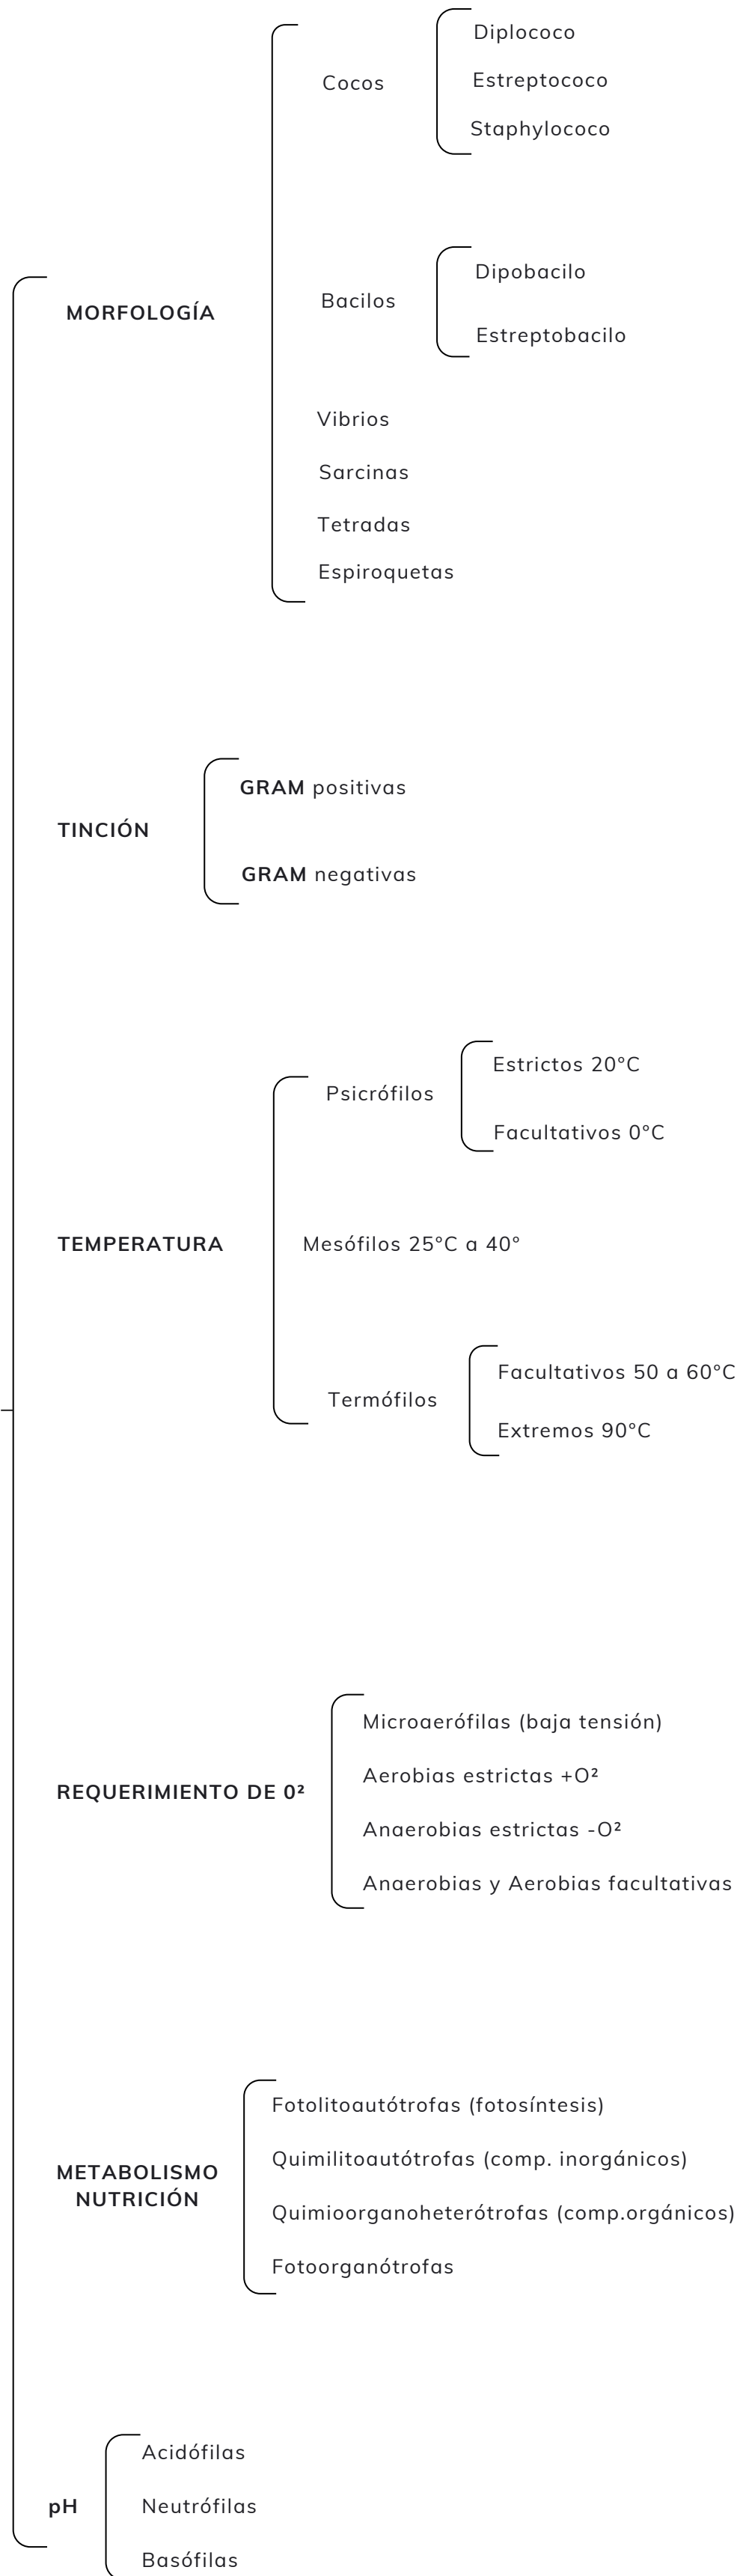 MORFOLOGÍA
Cocos
Diplococo
Estreptococo
Staphylococo
Bacilos
Dipobacilo
Estreptobacilo
Vibrios
Sarcinas
Tetradas
Espiroquetas
TINCIÓN
GRAM positivas
GRAM negativas
TEMPERATURA
Psicrófilos
Estrictos 20°C
Facultativos 0°C
Mesófilos 25°C a 40°
Termófilos
Facultativos 50 a 60°C
Extremos 90°C
REQUERIMIENTO DE 0²
Microaerófilas (baja tensión)
Aerobias estrictas +O²
Anaerobias estrictas -O²
Anaerobias y Aerobias facultativas
METABOLISMO
NUTRICIÓN
Fotolitoautótrofas (fotosíntesis)
Quimilitoautótrofas (comp. inorgánicos)
Quimioorganoheterótrofas (comp.orgánicos)
Fotoorganótrofas
pH
Acidófilas
Neutrófilas
Basófilas